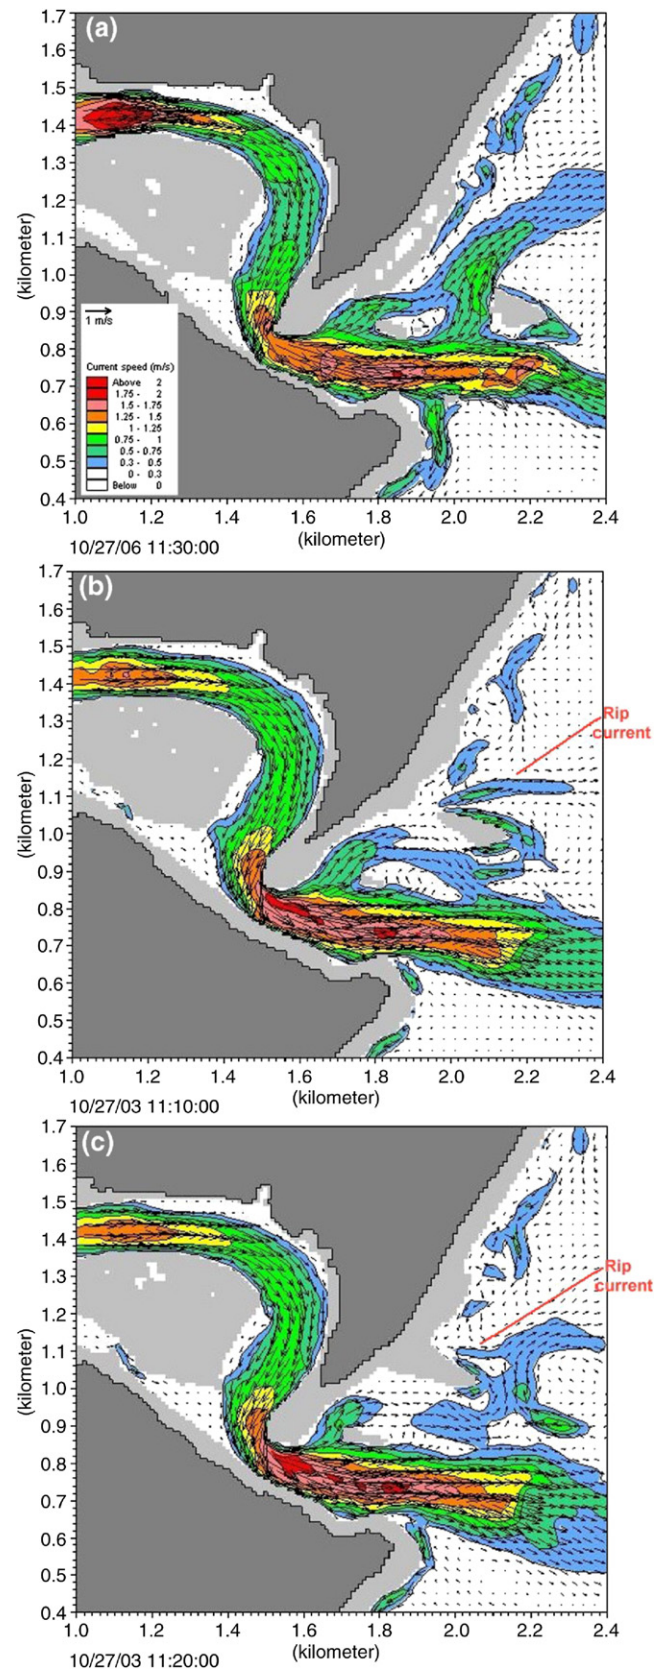 (a)
1.7
1.6
1.5
1.4
1.3
1.2
1.1
1.0
0.9
0.8
0.7
0.6
0.5
0.4
(kilometer)
1 m/s
Current speed (m/s)
Above 2
1.75 - 2
1.5 - 1.75
1.25 - 1.5
1 - 1.25
0.75 - 1
0.5 - 0.75
0.3 - 0.5
0 - 0.3
Below 0
1.0 1.2 1.4 1.6 1.8 2.0 2.2 2.4
(kilometer)
10/27/06 11:30:00
(b)
1.7
1.6
1.5
1.4
1.3
1.2
1.1
1.0
0.9
0.8
0.7
0.6
0.5
0.4
(kilometer)
Rip
current
1.0 1.2 1.4 1.6 1.8 2.0 2.2 2.4
(kilometer)
10/27/03 11:10:00
(c)
1.7
1.6
1.5
1.4
1.3
1.2
1.1
1.0
0.9
0.8
0.7
0.6
0.5
0.4
(kilometer)
Rip
current
1.0 1.2 1.4 1.6 1.8 2.0 2.2 2.4
(kilometer)
10/27/03 11:20:00